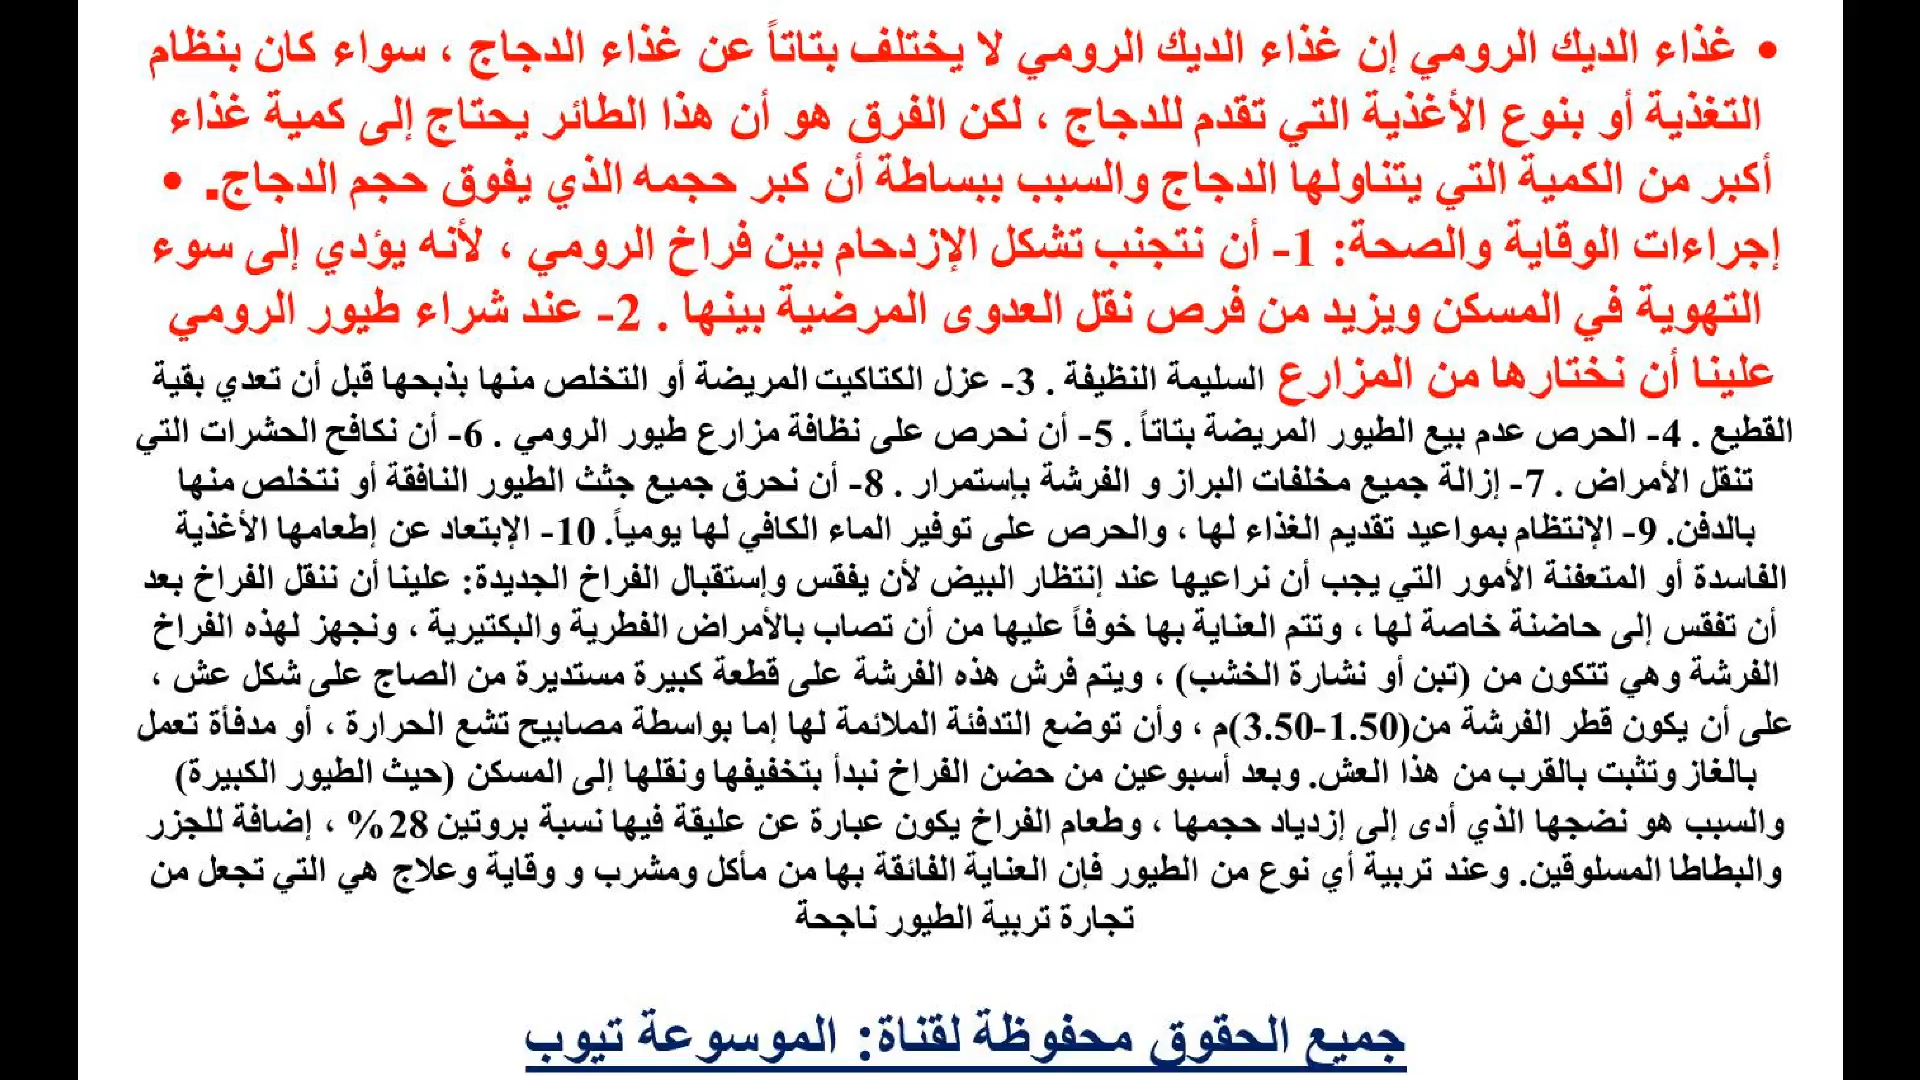 • غذاء الديك الرومي إن غذاء الديك الرومي لا يختلف بتاتاً عن غذاء الدجاج ، سواء كان بنظام
التغذية أو بنوع الأغذية التي تقدم للدجاج ، لكن الفرق هو أن هذا الطائر يحتاج إلى كمية غذاء
أكبر من الكمية التي يتناولها الدجاج والسبب ببساطة أن كبر حجمه الذي يفوق حجم الدجاج. •
إجراءات الوقاية والصحة: 1- أن نتجنب تشكل الإزدحام بين فراخ الرومي ، لأنه يؤدي إلى سوء
التهوية في المسكن ويزيد من فرص نقل العدوى المرضية بينها . 2- عند شراء طيور الرومي
علينا أن نختارها من المزارع السليمة النظيفة . 3- عزل الكتاكيت المريضة أو التخلص منها بذبحها قبل أن تعدي بقية
القطيع . 4- الحرص عدم بيع الطيور المريضة بتاتاً . 5- أن نحرص على نظافة مزارع طيور الرومي . 6- أن نكافح الحشرات التي
تنقل الأمراض . 7- إزالة جميع مخلفات البراز و الفرشة بإستمرار . 8- أن نحرق جميع جثث الطيور النافقة أو نتخلص منها
بالدفن. 9- الإنتظام بمواعيد تقديم الغذاء لها ، والحرص على توفير الماء الكافي لها يومياً. 10- الإبتعاد عن إطعامها الأغذية
الفاسدة أو المتعفنة الأمور التي يجب أن نراعيها عند إنتظار البيض لأن يفقس وإستقبال الفراخ الجديدة: علينا أن ننقل الفراخ بعد
أن تفقس إلى حاضنة خاصة لها ، وتتم العناية بها خوفاً عليها من أن تصاب بالأمراض الفطرية والبكتيرية ، ونجهز لهذه الفراخ
الفرشة وهي تتكون من (تبن أو نشارة الخشب) ، ويتم فرش هذه الفرشة على قطعة كبيرة مستديرة من الصاج على شكل عش ،
على أن يكون قطر الفرشة من(1.50-3.50)م ، وأن توضع التدفئة الملائمة لها إما بواسطة مصابيح تشع الحرارة ، أو مدفأة تعمل
بالغاز وتثبت بالقرب من هذا العش. وبعد أسبوعين من حضن الفراخ نبدأ بتخفيفها ونقلها إلى المسكن (حيث الطيور الكبيرة)
والسبب هو نضجها الذي أدى إلى إزدياد حجمها ، وطعام الفراخ يكون عبارة عن عليقة فيها نسبة بروتين 28% ، إضافة للجزر
والبطاطا المسلوقين. وعند تربية أي نوع من الطيور فإن العناية الفائقة بها من مأكل ومشرب و وقاية وعلاج هي التي تجعل من
تجارة تربية الطيور ناجحة
جميع الحقوق محفوظة لقناة: الموسوعة تيوب